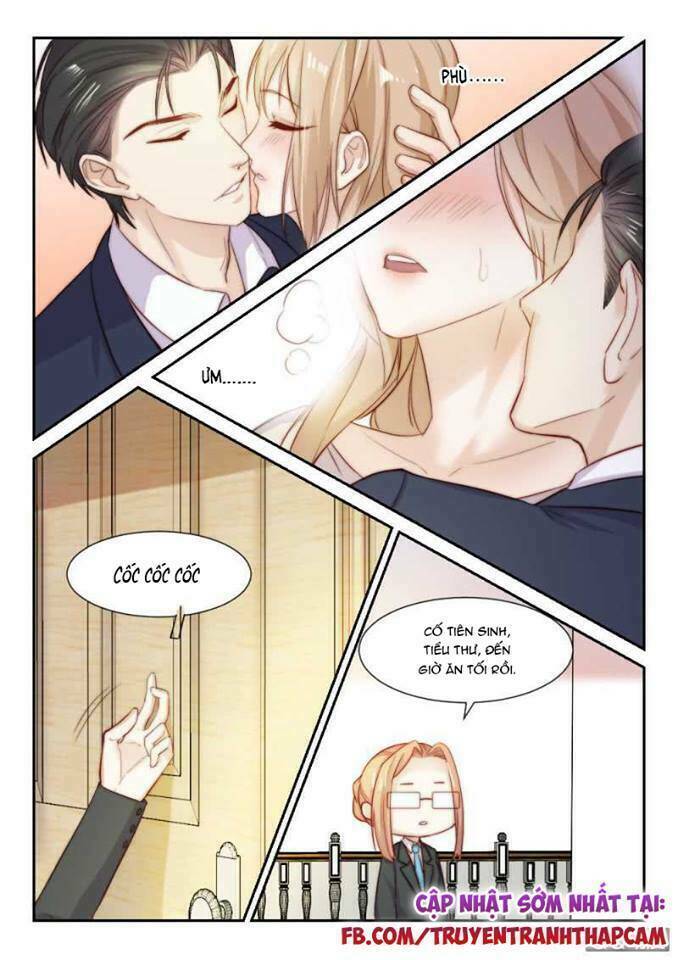 PHÙ......
ƯM.......
CỐC CỐC CỐC
CỐ TIÊN SINH,
TIỂU THƯ, ĐẾN
GIỜ ĂN TỐI RỒI.
CẬP NHẬT SỚM NHẤT TẠI:
FB.COM/TRUYENTRANHTHAPCAM